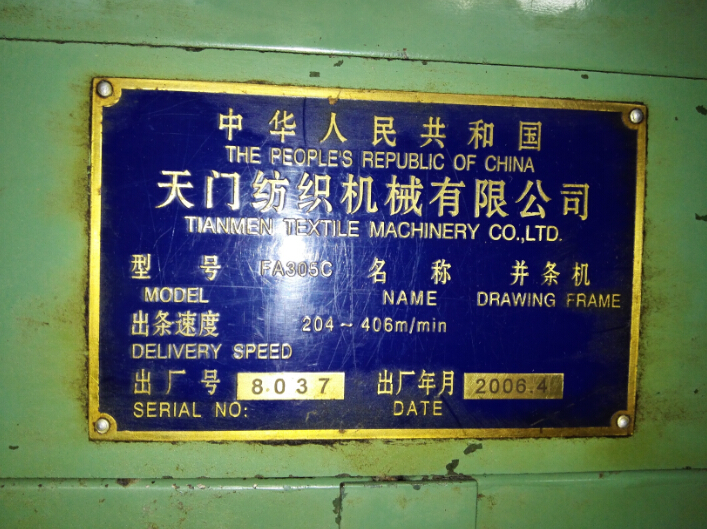 中华人民共和国
THE PEOPLE'S REPUBLIC OF CHINA
天门纺织机械有限公司
TIANMEN TEXTILE MACHINERY CO.,LTD.
型号 FA305C 名称 并条机
MODEL NAME DRAWING FRAME
出条速度 204~406m/min
DELIVERY SPEED
出厂号 8037 出厂年月 2006.4
SERIAL NO: DATE